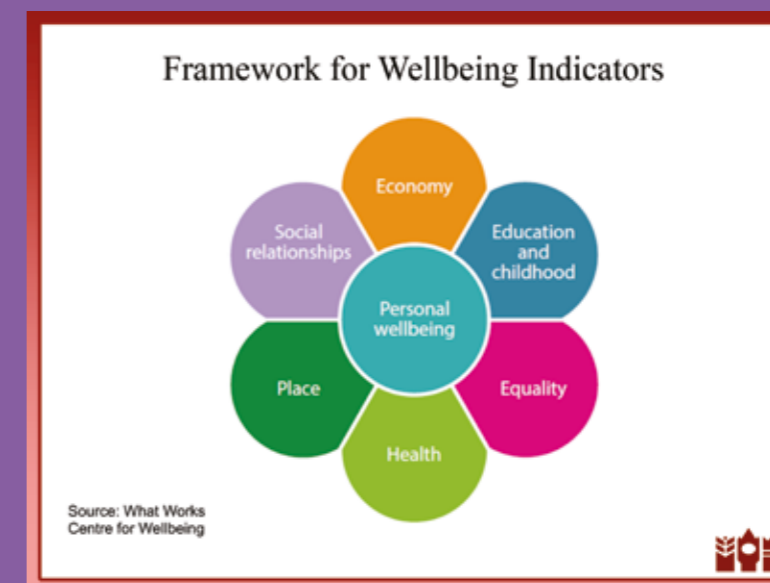 Framework for Wellbeing Indicators
Economy
Social
relationships
Education
and
childhood
Personal
wellbeing
Place
Equality
Health
Source: What Works
Centre for Wellbeing